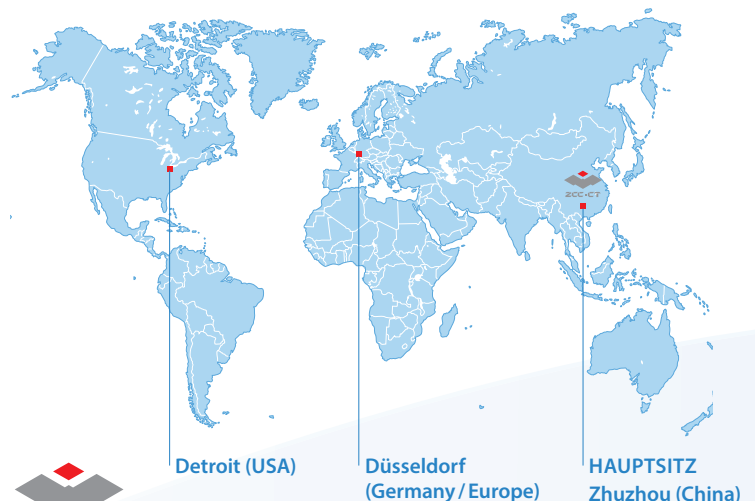 ZCC-CT
Detroit (USA)
Düsseldorf
(Germany / Europe)
HAUPTSITZ
Zhuzhou (China)